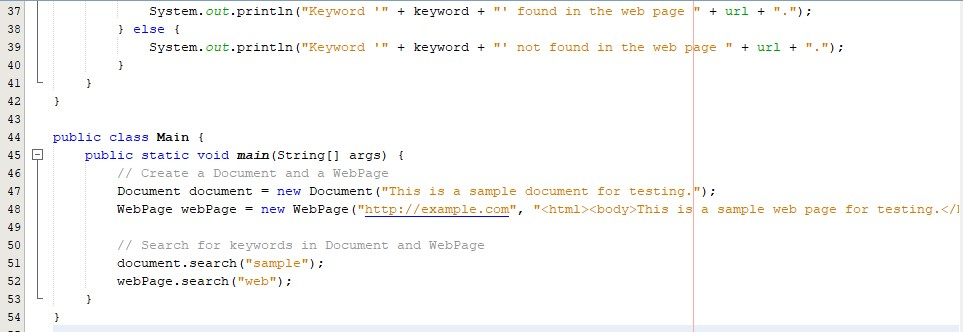 37 System.out.println("Keyword '" + keyword + "' found in the web page " + url + ".");
38 } else {
39 System.out.println("Keyword '" + keyword + "' not found in the web page " + url + ".");
40 }
41 }
42 }
43
44 public class Main {
45 public static void main(String[] args) {
46 // Create a Document and a WebPage
47 Document document = new Document("This is a sample document for testing.");
48 WebPage webPage = new WebPage("http://example.com", "<html><body>This is a sample web page for testing.</
49
50 // Search for keywords in Document and WebPage
51 document.search("sample");
52 webPage.search("web");
53 }
54 }